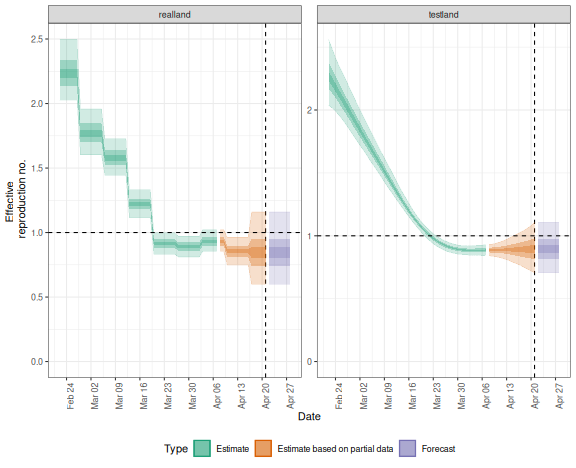 realland
testland
Effective
reproduction no.
2.5
2.0
1.5
1.0
0.5
0.0
2
1
0
Feb 24
Mar 02
Mar 09
Mar 16
Mar 23
Mar 30
Apr 06
Apr 13
Apr 20
Apr 27
Feb 24
Mar 02
Mar 09
Mar 16
Mar 23
Mar 30
Apr 06
Apr 13
Apr 20
Apr 27
Date
Type Estimate Estimate based on partial data Forecast